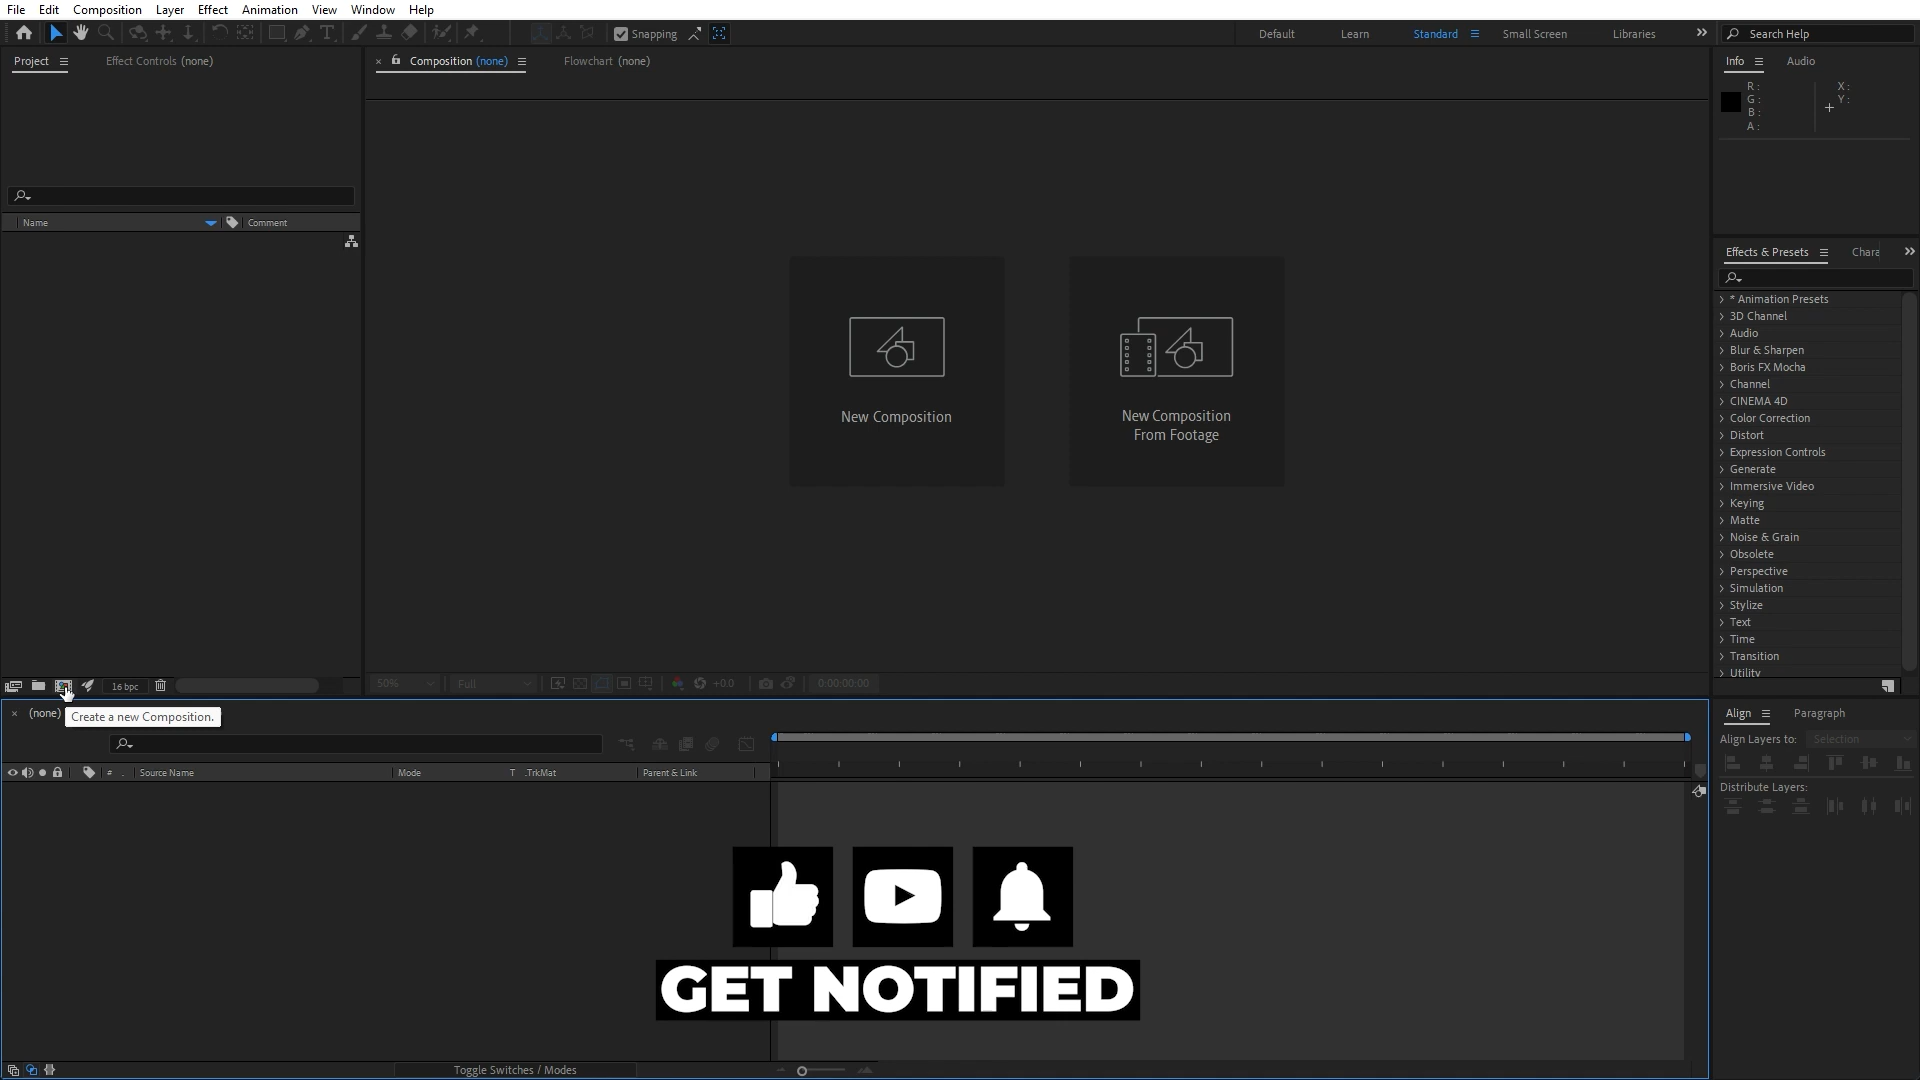 File Edit Composition Layer Effect Animation View Window Help
Snapping Default Learn Standard Small Screen Libraries Search Help
Project Effect Controls (none) Composition (none) Flowchart (none) Info Audio
R :
G :
B :
A :
X :
Y :
Name Comment
Effects & Presets Chara
* Animation Presets
3D Channel
Audio
Blur & Sharpen
Boris FX Mocha
Channel
CINEMA 4D
Color Correction
Distort
Expression Controls
Generate
Immersive Video
Keying
Matte
Noise & Grain
Obsolete
Perspective
Simulation
Stylize
Text
Time
Transition
Utility
New Composition
New Composition
From Footage
16 bpc 50% Full +0.0 0:00:00:00
(none)
Create a new Composition.
# . Source Name Mode T .TrkMat Parent & Link
Align Paragraph
Align Layers to: Selection
Distribute Layers:
GET NOTIFIED
Toggle Switches / Modes